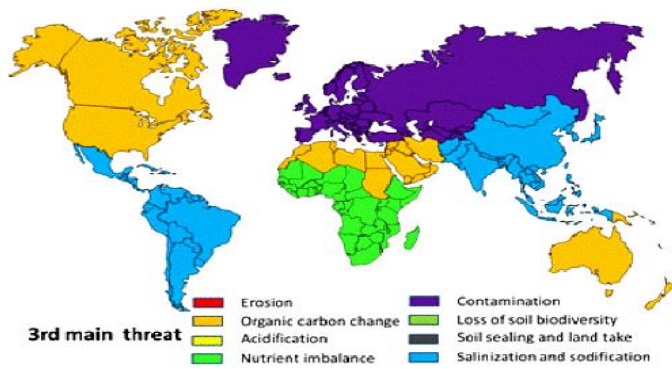 3rd main threat
Erosion
Organic carbon change
Acidification
Nutrient imbalance
Contamination
Loss of soil biodiversity
Soil sealing and land take
Salinization and sodification